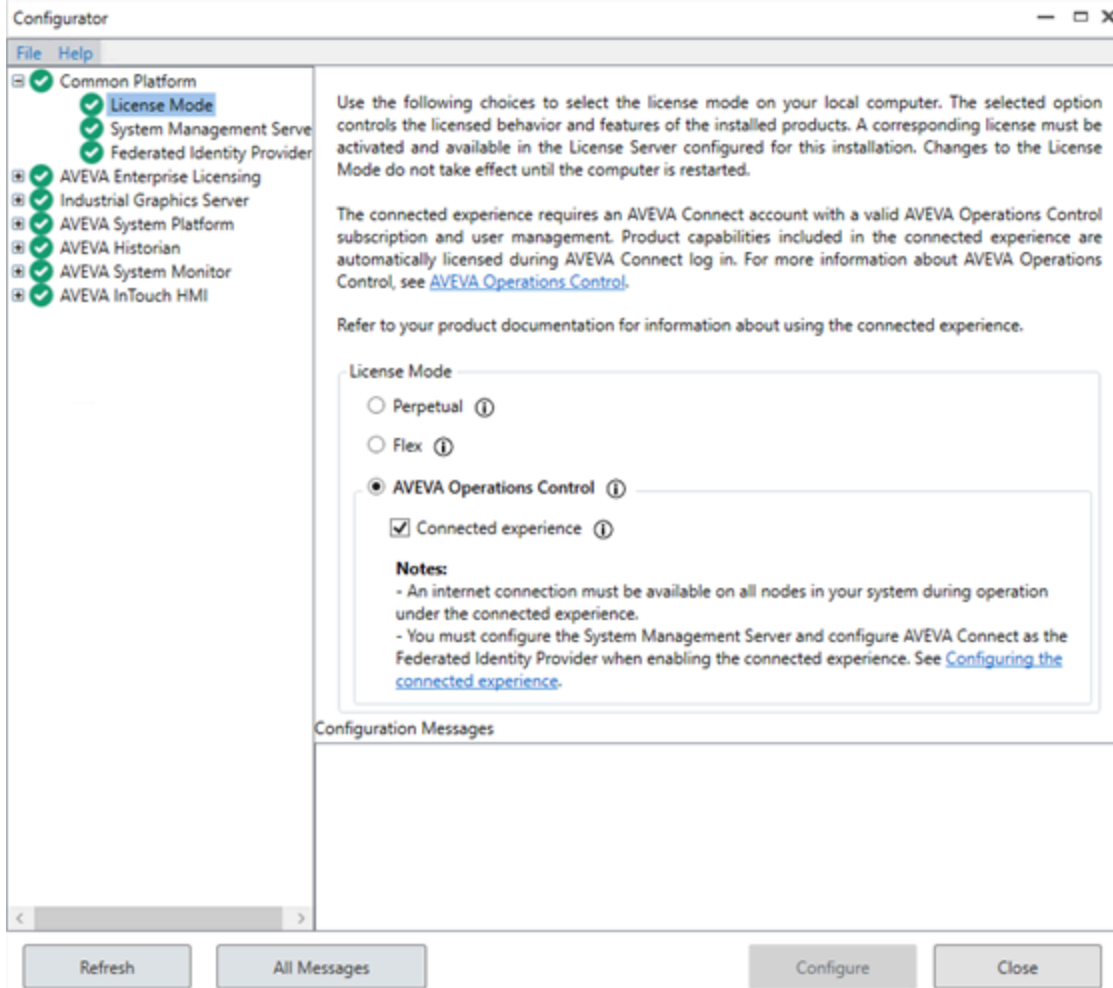 Configurator
File Help
Common Platform
License Mode
System Management Serve
Federated Identity Provider
AVEVA Enterprise Licensing
Industrial Graphics Server
AVEVA System Platform
AVEVA Historian
AVEVA System Monitor
AVEVA InTouch HMI
Use the following choices to select the license mode on your local computer. The selected option
controls the licensed behavior and features of the installed products. A corresponding license must be
activated and available in the License Server configured for this installation. Changes to the License
Mode do not take effect until the computer is restarted.
The connected experience requires an AVEVA Connect account with a valid AVEVA Operations Control
subscription and user management. Product capabilities included in the connected experience are
automatically licensed during AVEVA Connect log in. For more information about AVEVA Operations
Control, see AVEVA Operations Control.
Refer to your product documentation for information about using the connected experience.
License Mode
Perpetual
Flex
AVEVA Operations Control
Connected experience
Notes:
- An internet connection must be available on all nodes in your system during operation
under the connected experience.
- You must configure the System Management Server and configure AVEVA Connect as the
Federated Identity Provider when enabling the connected experience. See Configuring the
connected experience.
Configuration Messages
Refresh
All Messages
Configure
Close